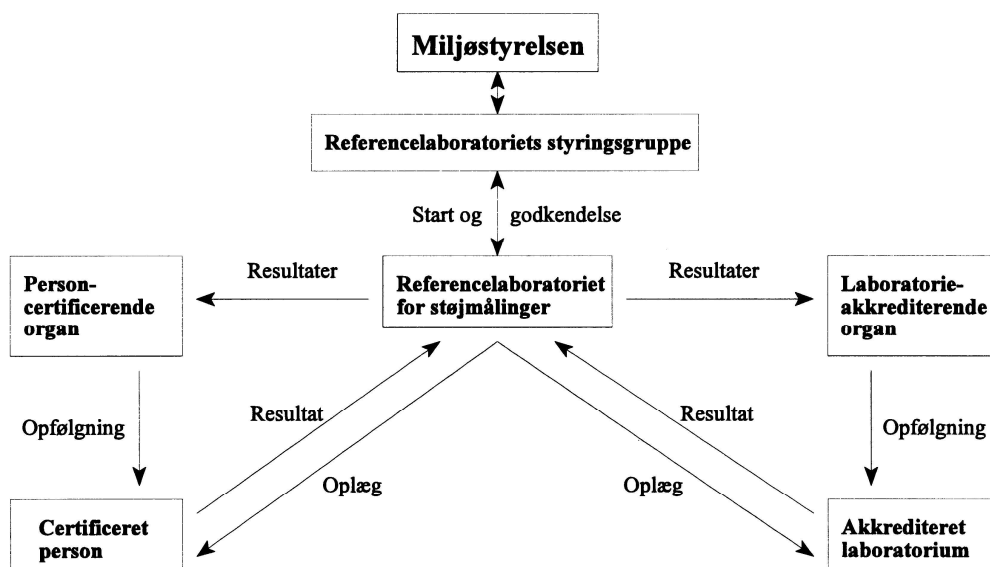 Miljøstyrelsen
Referencelaboratoriets styringsgruppe
Start og godkendelse
Person-
certificerende
organ
Resultater
Referencelaboratoriet
for støjmålinger
Resultater
Laboratorie-
akkrediterende
organ
Opfølgning
Resultat
Resultat
Opfølgning
Oplæg
Oplæg
Certificeret
person
Akkrediteret
laboratorium